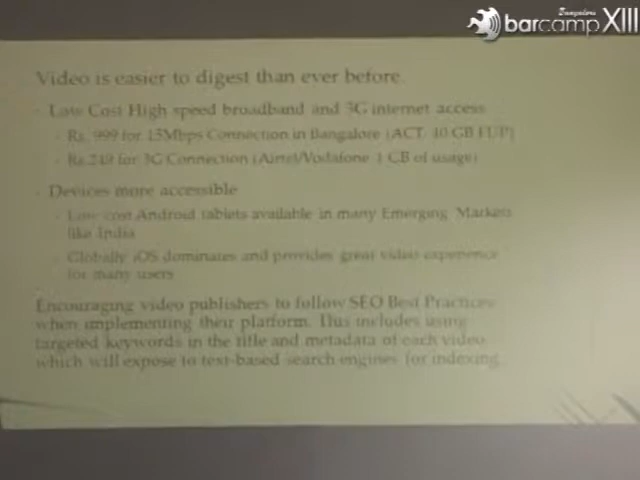 Bangalore
barcamp XIII
Video is easier to digest than ever before.
- Low Cost High speed broadband and 3G internet access
- Rs. 999 for 15Mbps Connection in Bangalore (ACT, 40 GB FUP)
- Rs.249 for 3G Connection (Airtel/Vodafone 1 GB of usage)
- Devices more accessible
- Low cost Android tablets available in many Emerging Markets
like India
- Globally iOS dominates and provides great video experience
for many users
Encouraging video publishers to follow SEO Best Practices
when implementing their platform. This includes using
targeted keywords in the title and metadata of each video
which will expose to text-based search engines for indexing.